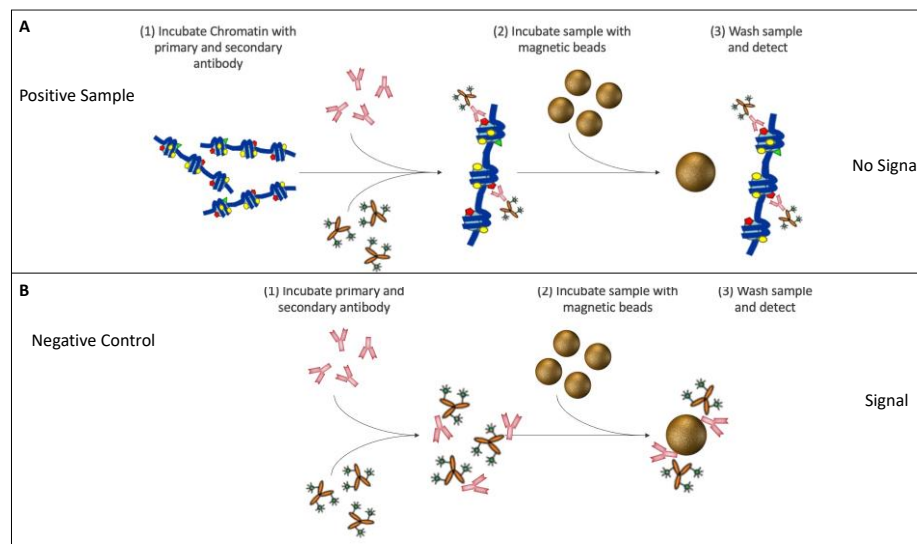 A
(1) Incubate Chromatin with
primary and secondary
antibody
(2) Incubate sample with
magnetic beads
(3) Wash sample
and detect
Positive Sample
No Signal
B
(1) Incubate primary and
secondary antibody
(2) Incubate sample with
magnetic beads
(3) Wash sample
and detect
Negative Control
Signal